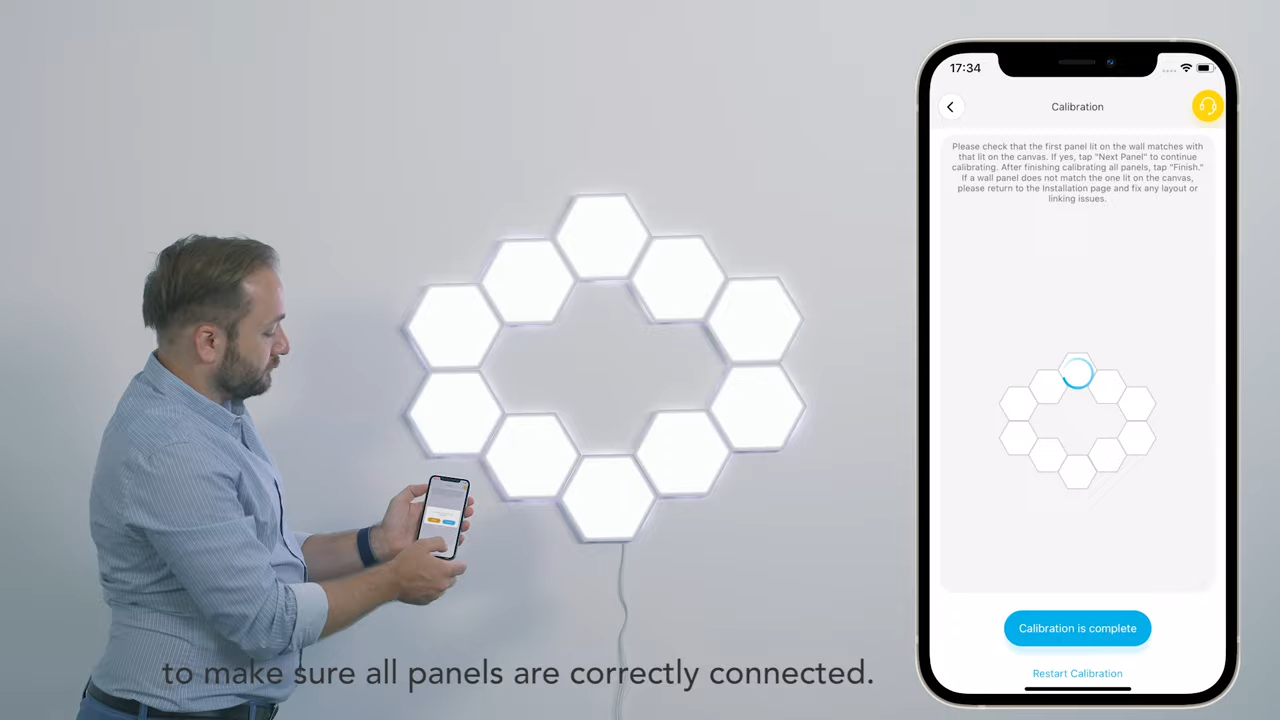 17:34
Calibration
Please check that the first panel lit on the wall matches with
that lit on the canvas. If yes, tap "Next Panel" to continue
calibrating. After finishing calibrating all panels, tap "Finish."
If a wall panel does not match the one lit on the canvas,
please return to the Installation page and fix any layout or
linking issues.
Calibration is complete
Restart Calibration
to make sure all panels are correctly connected.